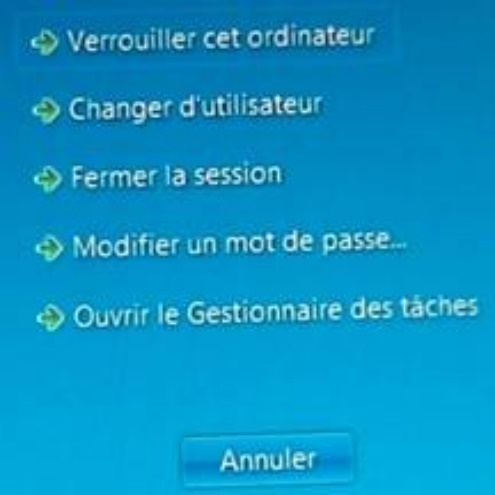 Verrouiller cet ordinateur
Changer d'utilisateur
Fermer la session
Modifier un mot de passe...
Ouvrir le Gestionnaire des tâches
Annuler